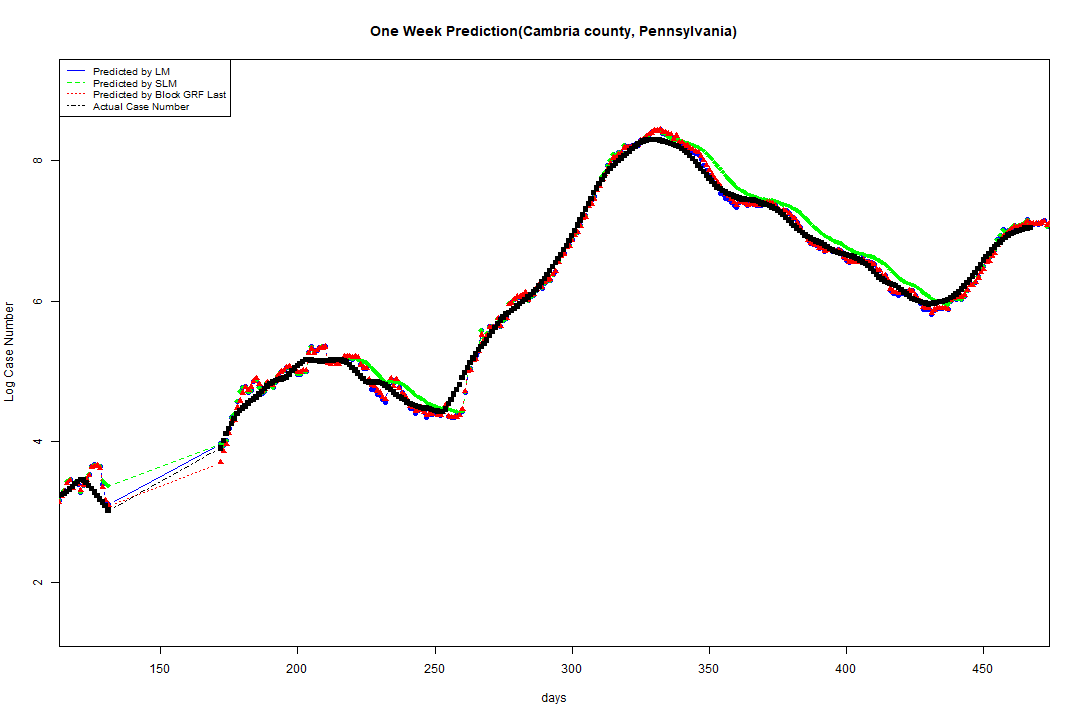 One Week Prediction(Cambria county, Pennsylvania)
Predicted by LM
Predicted by SLM
Predicted by Block GRF Last
Actual Case Number
Log Case Number
8
6
4
2
150 200 250 300 350 400 450
days